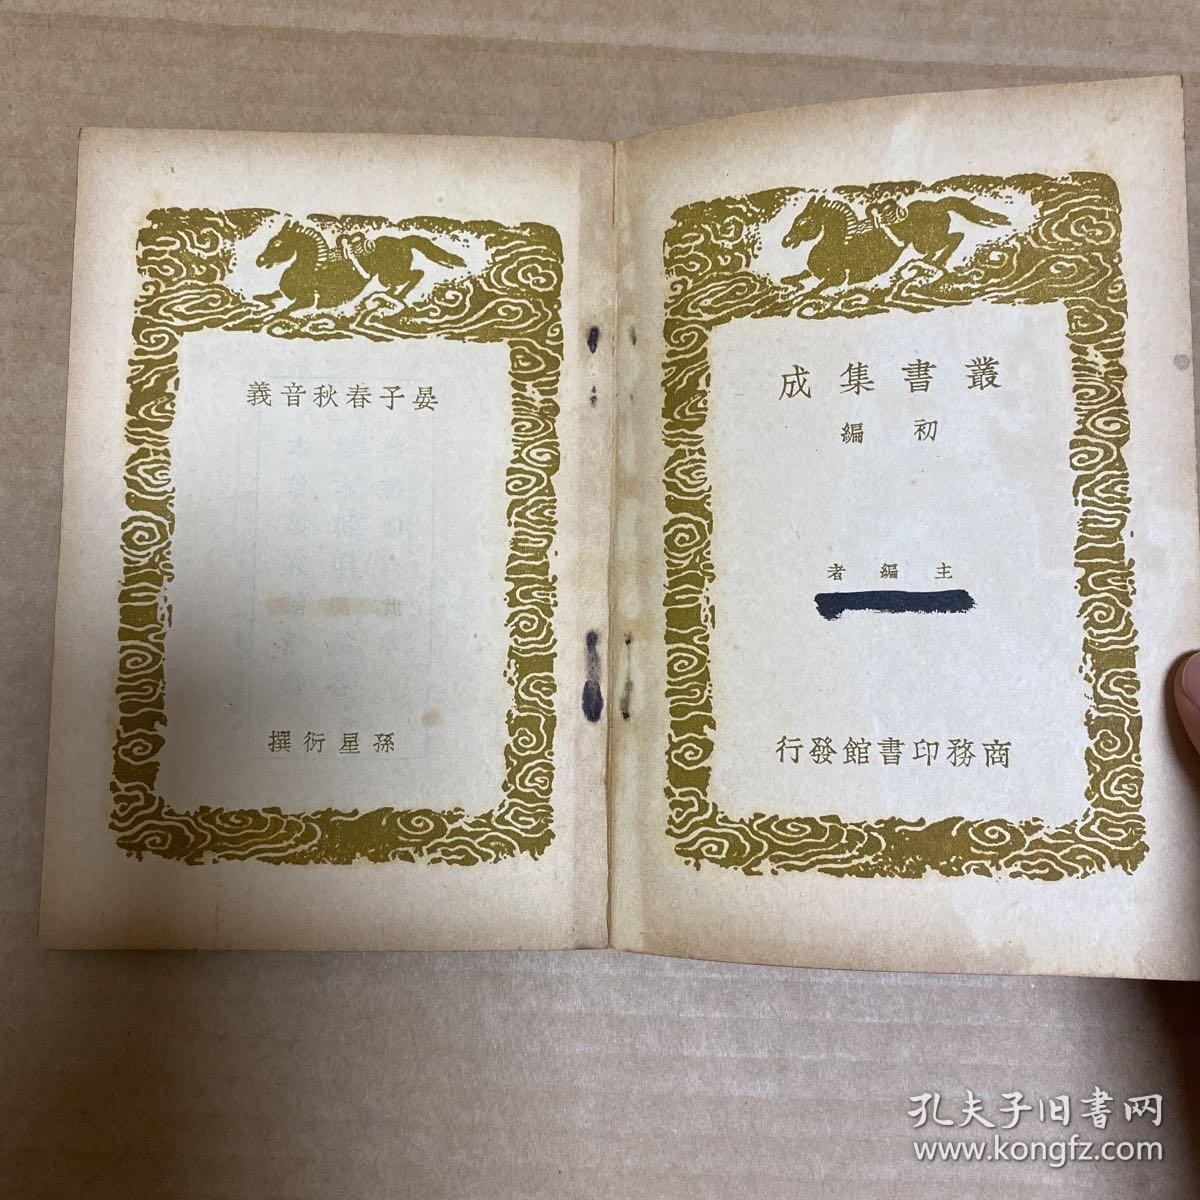 叢書集成
初編
主編者
商務印書館發行
晏子春秋音義
孫星衍撰
孔夫子旧書网
www.kongfz.com